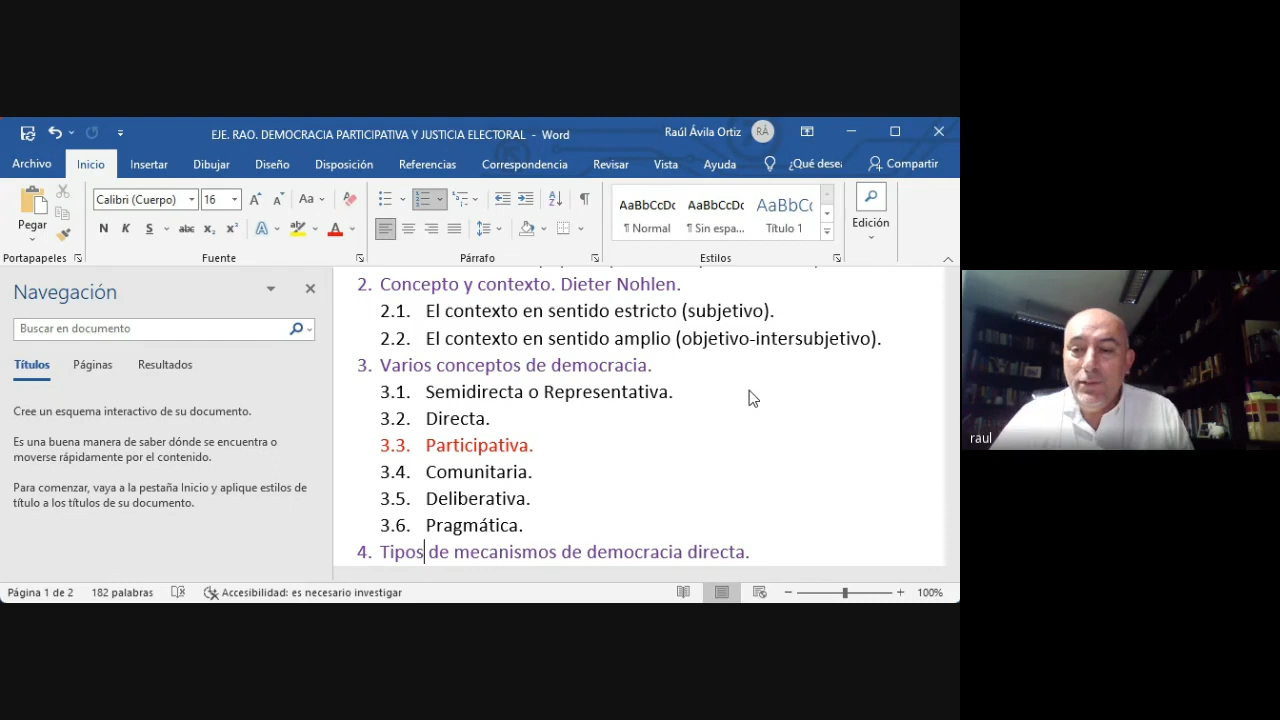 EJE. RAO. DEMOCRACIA PARTICIPATIVA Y JUSTICIA ELECTORAL - Word
Raúl Ávila Ortiz RÁ
Archivo Inicio Insertar Dibujar Diseño Disposición Referencias Correspondencia Revisar Vista Ayuda ¿Qué desea Compartir
Pegar
Calibri (Cuerpo) 16
Aa
N K S abc x₂ x² A A
AaBbCcDc AaBbCcDc AaBbC
¶ Normal ¶ Sin espa... Título 1
Edición
Portapapeles Fuente Párrafo Estilos
Navegación
Buscar en documento
Títulos Páginas Resultados
Cree un esquema interactivo de su documento.
Es una buena manera de saber dónde se encuentra o
moverse rápidamente por el contenido.
Para comenzar, vaya a la pestaña Inicio y aplique estilos de
título a los títulos de su documento.
2. Concepto y contexto. Dieter Nohlen.
2.1. El contexto en sentido estricto (subjetivo).
2.2. El contexto en sentido amplio (objetivo-intersubjetivo).
3. Varios conceptos de democracia.
3.1. Semidirecta o Representativa.
3.2. Directa.
3.3. Participativa.
3.4. Comunitaria.
3.5. Deliberativa.
3.6. Pragmática.
4. Tipos de mecanismos de democracia directa.
Página 1 de 2 182 palabras Accesibilidad: es necesario investigar 100%
raul